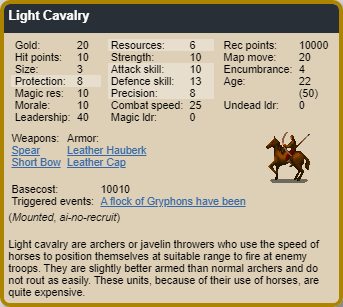 Light Cavalry
Gold: 20 Resources: 6 Rec points: 10000
Hit points: 10 Strength: 10 Map move: 20
Size: 3 Attack skill: 10 Encumbrance: 4
Protection: 8 Defence skill: 13 Age: 22
Magic res: 10 Precision: 8 (50)
Morale: 10 Combat speed: 25 Undead ldr: 0
Leadership: 40 Magic ldr: 0
Weapons: Armor:
Spear Leather Hauberk
Short Bow Leather Cap
Basecost: 10010
Triggered events: A flock of Gryphons have been
(Mounted, ai-no-recruit)
Light cavalry are archers or javelin throwers who use the speed of
horses to position themselves at suitable range to fire at enemy
troops. They are slightly better armed than normal archers and do
not rout as easily. These units, because of their use of horses, are
quite expensive.